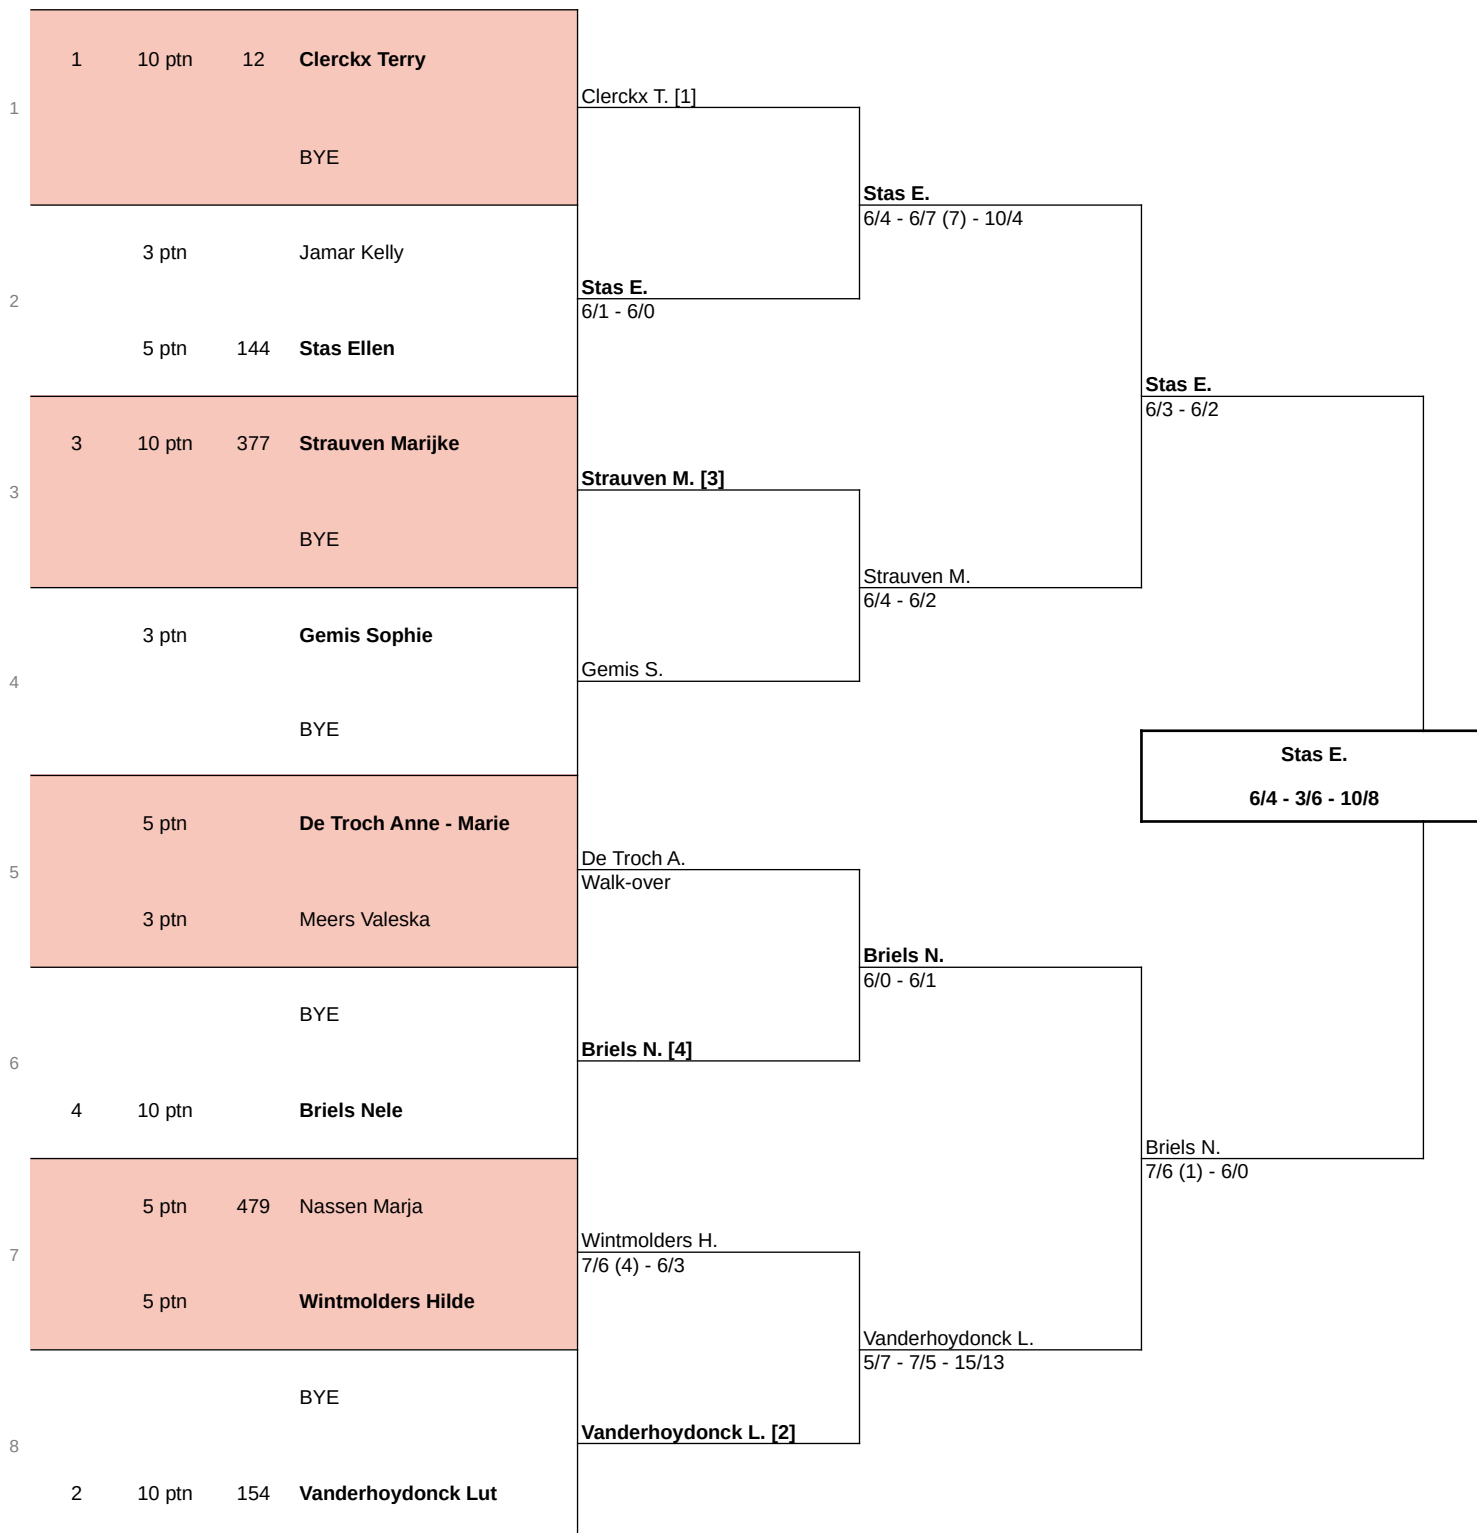 1 10 ptn 12 Clerckx Terry
Clerckx T. [1]
1
BYE
Stas E.
6/4 - 6/7 (7) - 10/4
3 ptn Jamar Kelly
Stas E.
2
6/1 - 6/0
5 ptn 144 Stas Ellen
Stas E.
6/3 - 6/2
3 10 ptn 377 Strauven Marijke
Strauven M. [3]
3
BYE
Strauven M.
6/4 - 6/2
3 ptn Gemis Sophie
Gemis S.
4
BYE
Stas E.
6/4 - 3/6 - 10/8
5 ptn De Troch Anne - Marie
De Troch A.
5
Walk-over
3 ptn Meers Valeska
Briels N.
6/0 - 6/1
BYE
Briels N. [4]
6
4 10 ptn Briels Nele
Briels N.
7/6 (1) - 6/0
5 ptn 479 Nassen Marja
Wintmolders H.
7
7/6 (4) - 6/3
5 ptn Wintmolders Hilde
Vanderhoydonck L.
5/7 - 7/5 - 15/13
BYE
Vanderhoydonck L. [2]
8
2 10 ptn 154 Vanderhoydonck Lut